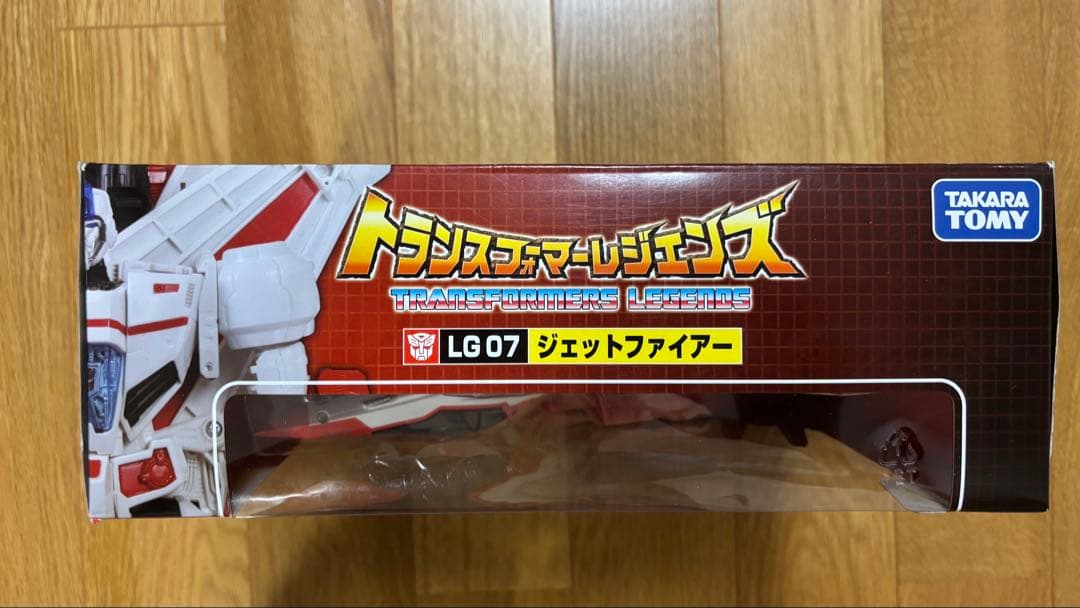 トランスフォーマーレジェンズ
TRANSFORMERS LEGENDS
LG 07 ジェットファイアー
TAKARA
TOMY